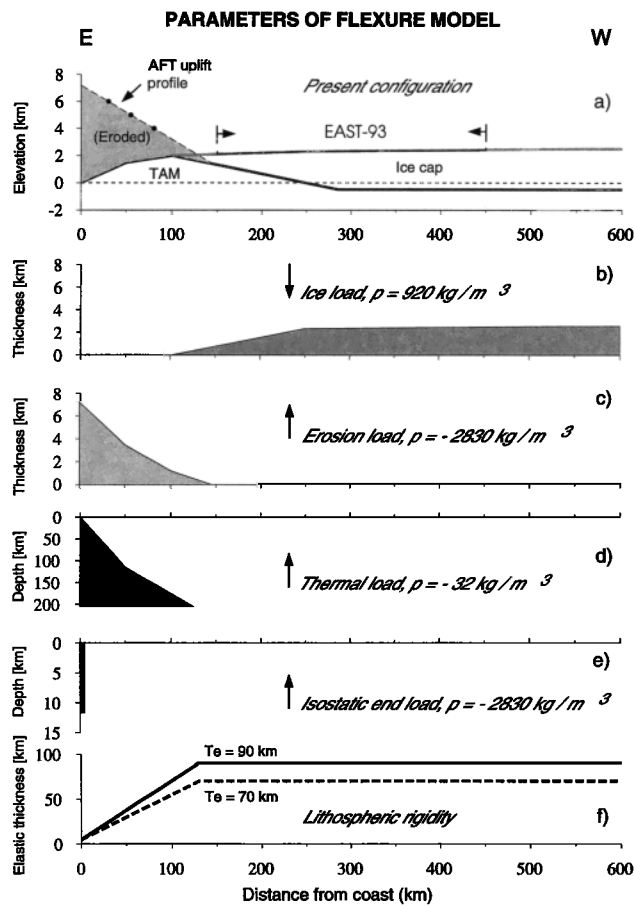 PARAMETERS OF FLEXURE MODEL
E
W
AFT uplift
profile
Present configuration
a)
(Eroded)
EAST-93
TAM
Ice cap
Elevation [km]
8
6
4
2
0
-2
0
100
200
300
400
500
600
b)
Ice load, p = 920 kg / m 3
Thickness [km]
8
6
4
2
0
c)
Erosion load, p = - 2830 kg / m 3
Thickness [km]
8
6
4
2
0
d)
Thermal load, p = - 32 kg / m 3
Depth [km]
0
50
100
150
200
e)
Isostatic end load, p = - 2830 kg / m 3
Depth [km]
0
5
10
15
f)
Te = 90 km
Te = 70 km
Lithospheric rigidity
Elastic thickness [km]
100
50
0
0
100
200
300
400
500
600
Distance from coast (km)